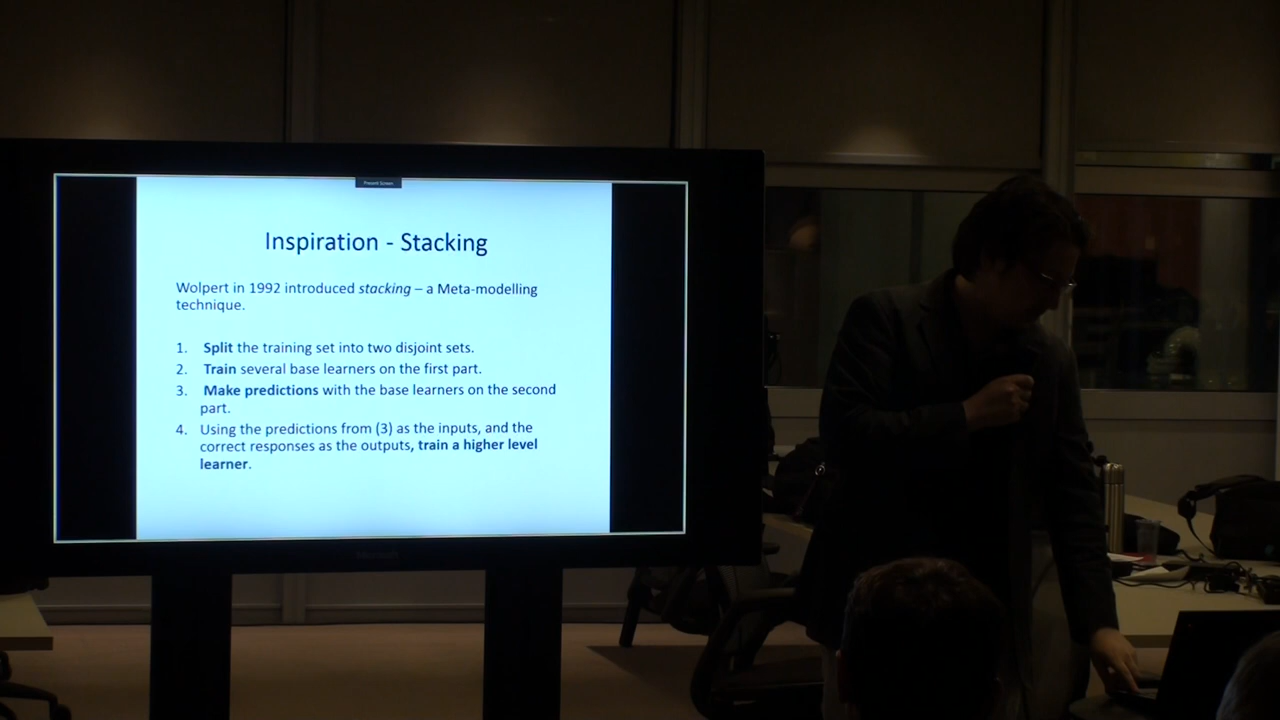 Present Screen
Inspiration - Stacking
Wolpert in 1992 introduced stacking – a Meta-modelling
technique.
1. Split the training set into two disjoint sets.
2. Train several base learners on the first part.
3. Make predictions with the base learners on the second
part.
4. Using the predictions from (3) as the inputs, and the
correct responses as the outputs, train a higher level
learner.